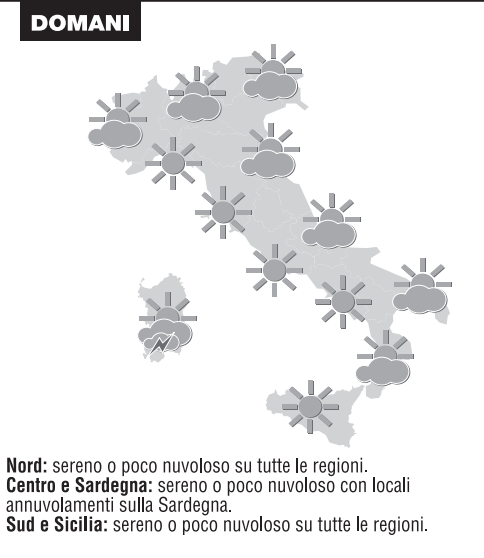 DOMANI
Nord: sereno o poco nuvoloso su tutte le regioni.
Centro e Sardegna: sereno o poco nuvoloso con locali
annuvolamenti sulla Sardegna.
Sud e Sicilia: sereno o poco nuvoloso su tutte le regioni.